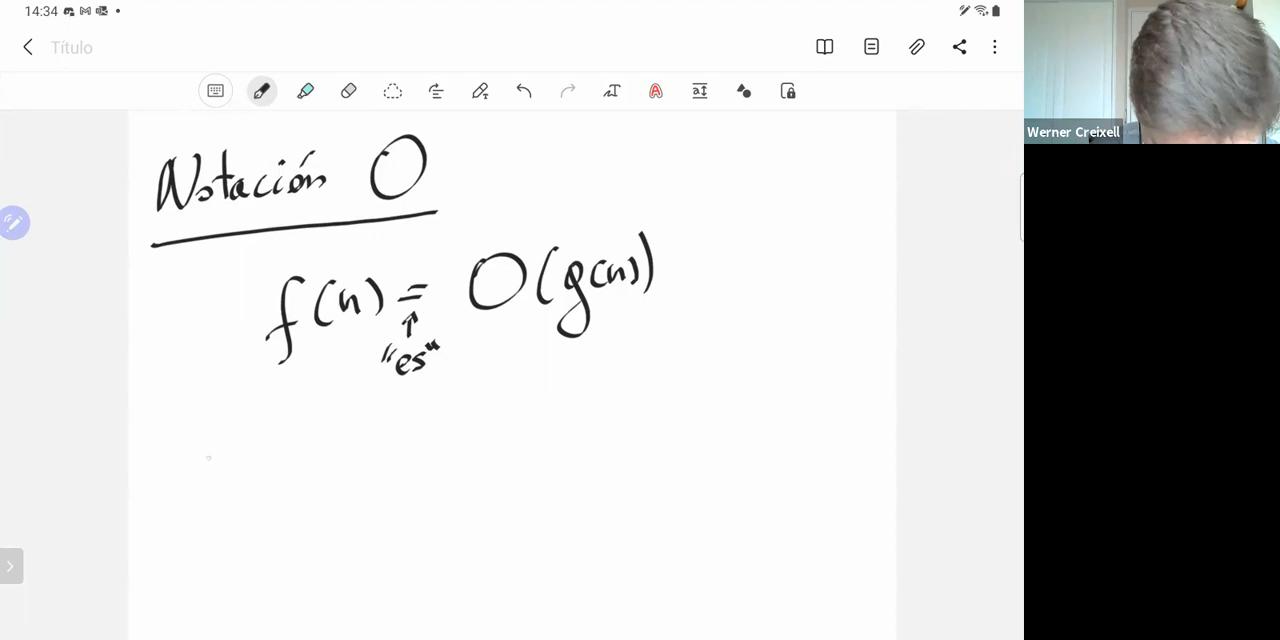 14:34
Título
Werner Creixell
Notación O
f(n) = O(g(n))
↑
"es"